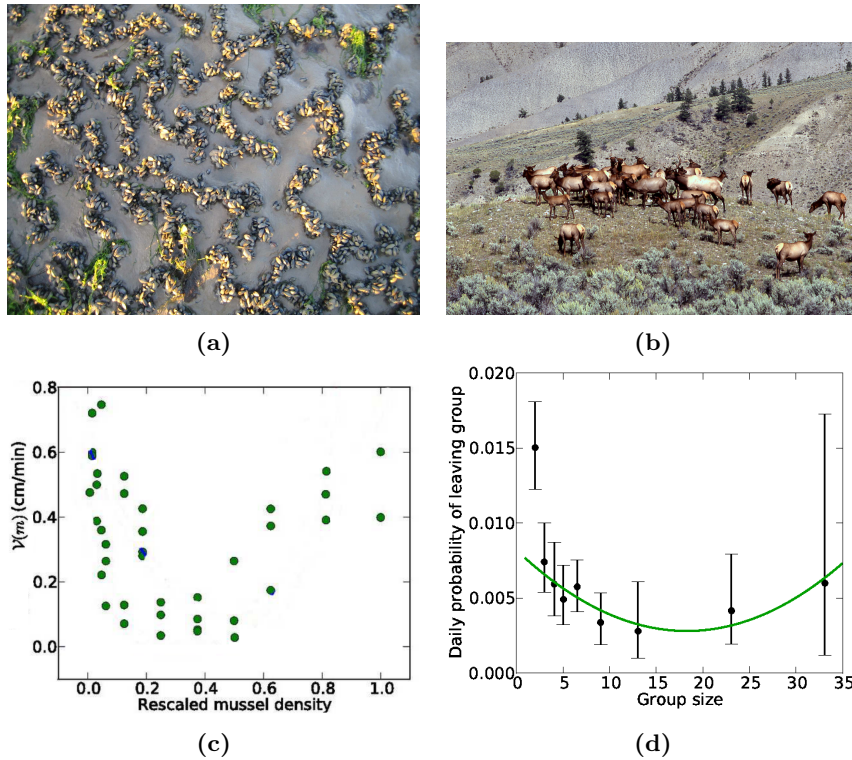 (a)
(b)
0.8
0.6
0.4
0.2
0.0
𝒱(m) (cm/min)
0.0 0.2 0.4 0.6 0.8 1.0
Rescaled mussel density
(c)
0.020
0.015
0.010
0.005
0.000
Daily probability of leaving group
0 5 10 15 20 25 30 35
Group size
(d)